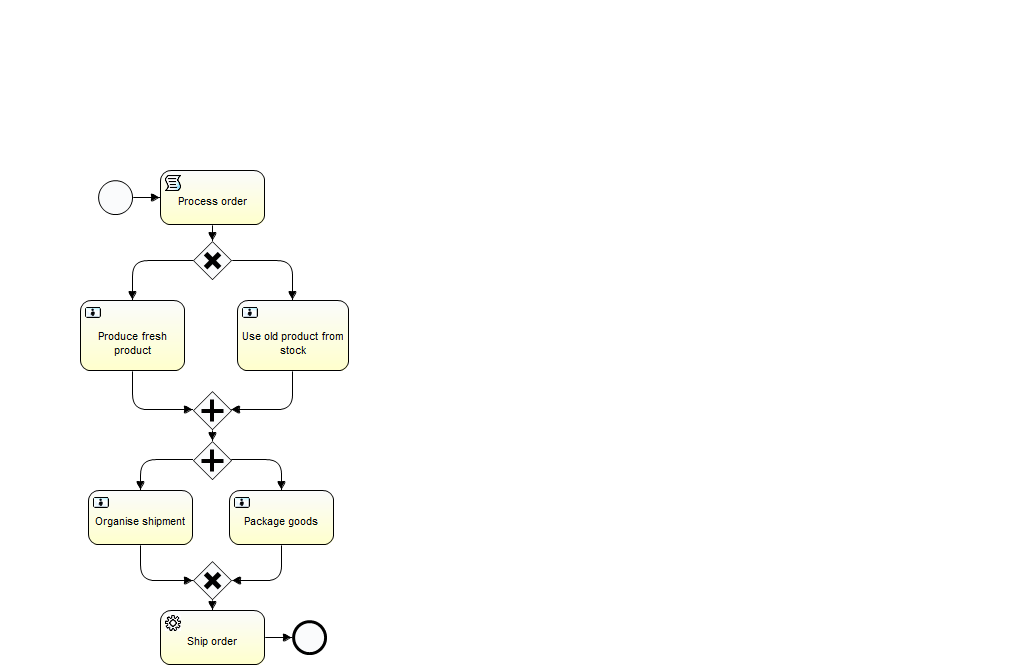 Process order
Produce fresh
product
Use old product from
stock
Organise shipment
Package goods
Ship order